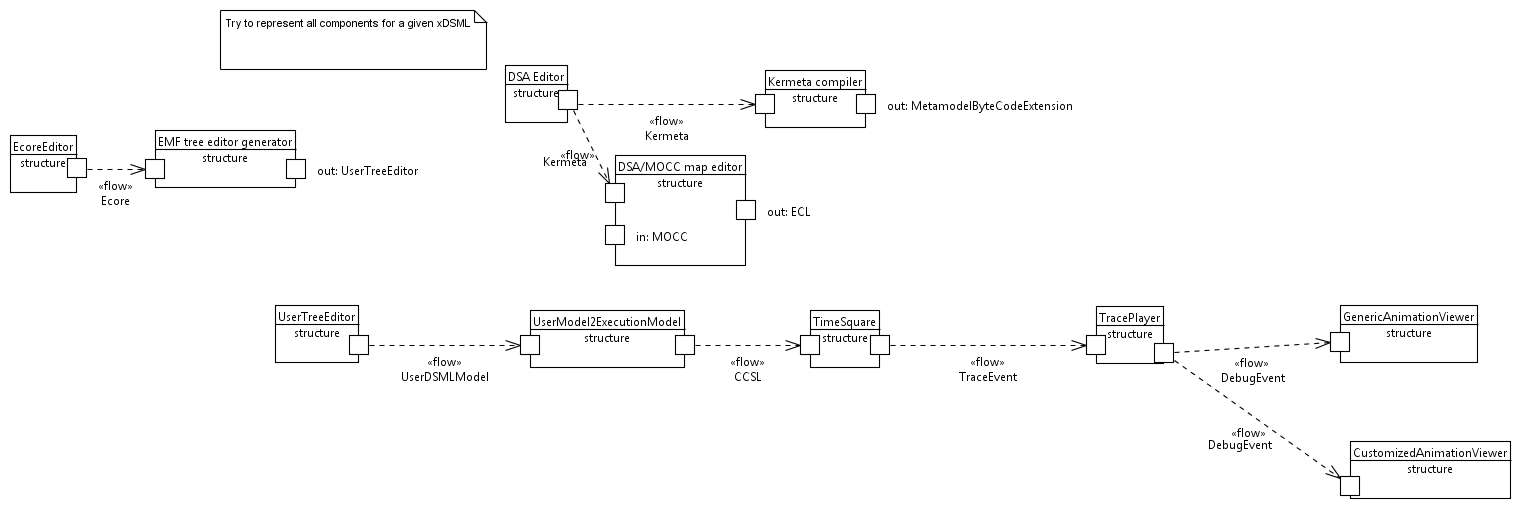 Try to represent all components for a given xDSML
DSA Editor
structure
Kermeta compiler
structure
out: MetamodelByteCodeExtension
«flow»
Kermeta
EcoreEditor
structure
«flow»
Ecore
EMF tree editor generator
structure
out: UserTreeEditor
«flow»
Kermeta
DSA/MOCC map editor
structure
out: ECL
in: MOCC
UserTreeEditor
structure
«flow»
UserDSMLModel
UserModel2ExecutionModel
structure
«flow»
CCSL
TimeSquare
structure
«flow»
TraceEvent
TracePlayer
structure
«flow»
DebugEvent
GenericAnimationViewer
structure
«flow»
DebugEvent
CustomizedAnimationViewer
structure